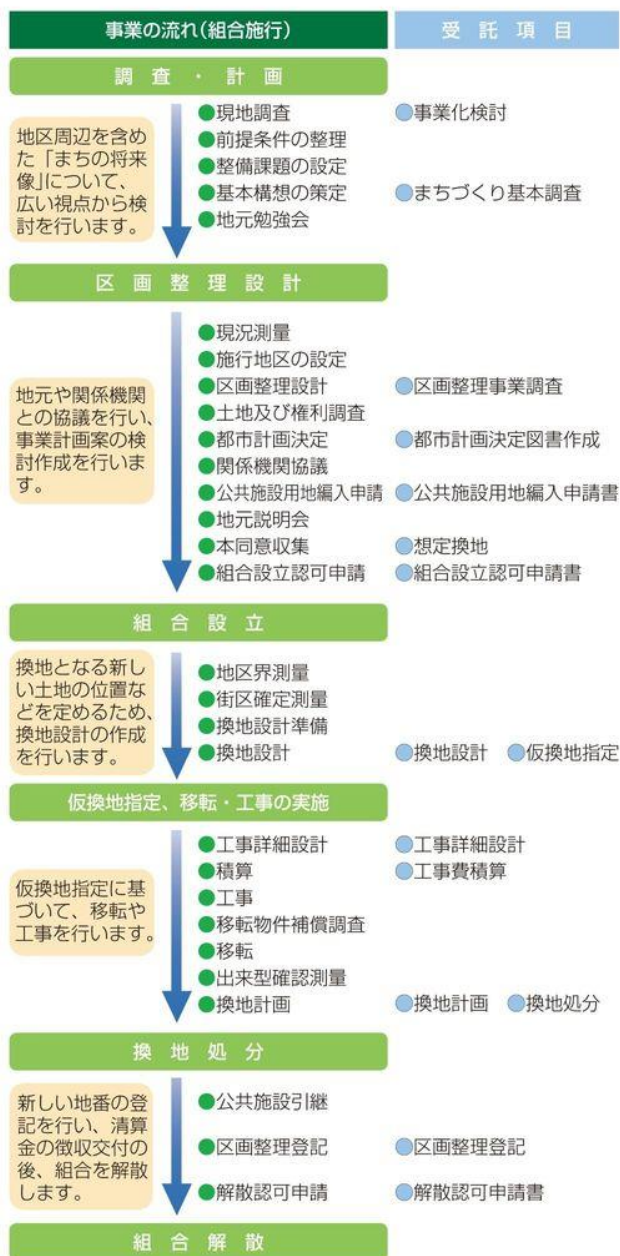 事業の流れ(組合施行)
受託項目
調査・計画
地区周辺を含め
た「まちの将来
像」について、
広い視点から検
討を行います。
●現地調査 ●事業化検討
●前提条件の整理
●整備課題の設定
●基本構想の策定 ●まちづくり基本調査
●地元勉強会
区画整理設計
地元や関係機関
との協議を行い、
事業計画案の検
討作成を行いま
す。
●現況測量
●施行地区の設定
●区画整理設計 ●区画整理事業調査
●土地及び権利調査
●都市計画決定 ●都市計画決定図書作成
●関係機関協議
●公共施設用地編入申請 ●公共施設用地編入申請書
●地元説明会
●本同意収集 ●想定換地
●組合設立認可申請 ●組合設立認可申請書
組合設立
換地となる新し
い土地の位置な
どを定めるため、
換地設計の作成
を行います。
●地区界測量
●街区確定測量
●換地設計準備
●換地設計 ●換地設計 ●仮換地指定
仮換地指定、移転・工事の実施
仮換地指定に基
づいて、移転や
工事を行います。
●工事詳細設計 ●工事詳細設計
●積算 ●工事費積算
●工事
●移転物件補償調査
●移転
●出来型確認測量
●換地計画 ●換地計画 ●換地処分
換地処分
新しい地番の登
記を行い、清算
金の徴収交付の
後、組合を解散
します。
●公共施設引継
●区画整理登記 ●区画整理登記
●解散認可申請 ●解散認可申請書
組合解散